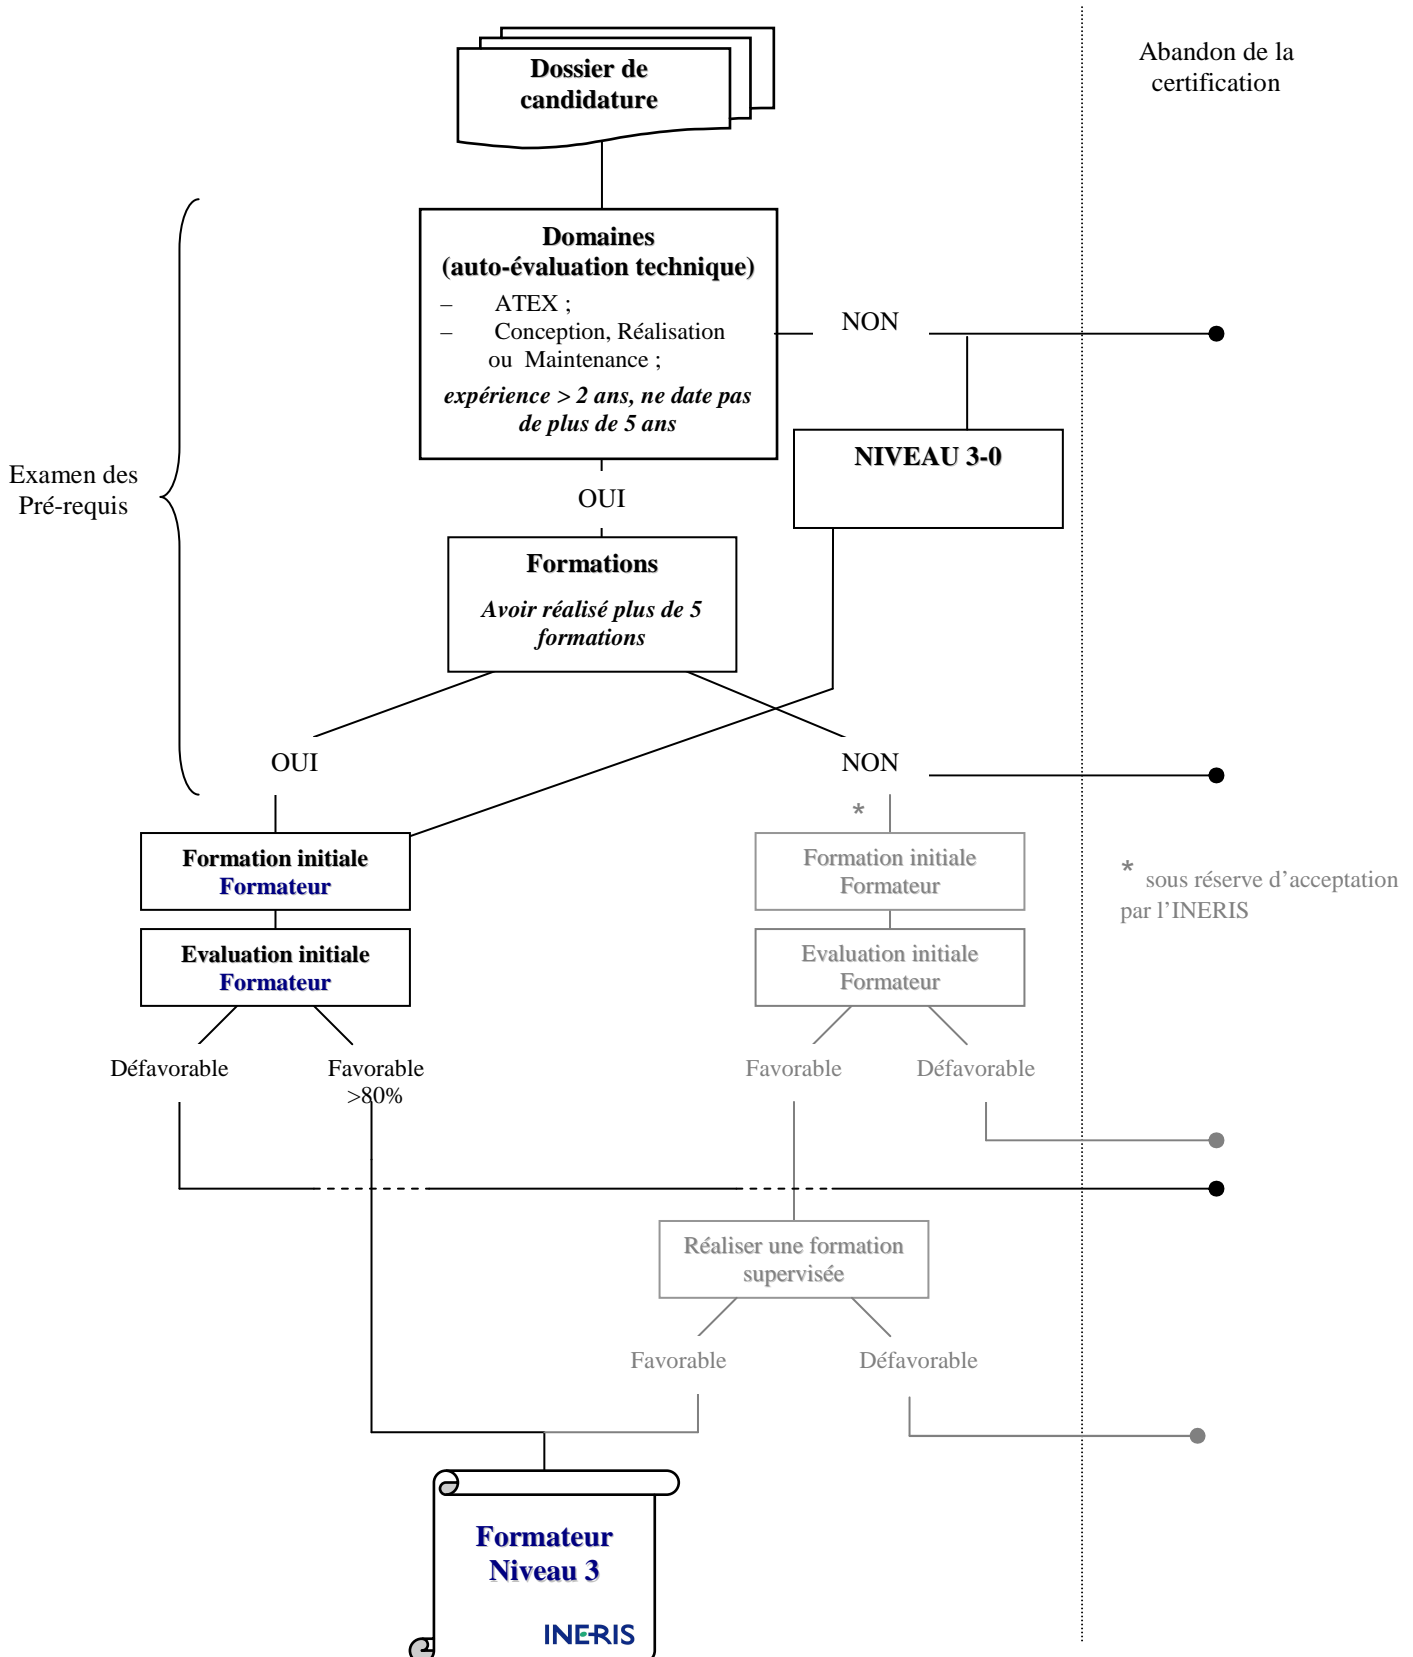 Dossier de
candidature
Abandon de la
certification
Domaines
(auto-évaluation technique)
– ATEX ;
– Conception, Réalisation
ou Maintenance ;
expérience > 2 ans, ne date pas
de plus de 5 ans
NON
NIVEAU 3-0
Examen des
Pré-requis
OUI
Formations
Avoir réalisé plus de 5
formations
OUI
NON
*
Formation initiale
Formateur
Formation initiale
Formateur
* sous réserve d'acceptation
par l'INERIS
Evaluation initiale
Formateur
Evaluation initiale
Formateur
Défavorable
Favorable
>80%
Favorable
Défavorable
Réaliser une formation
supervisée
Favorable
Défavorable
Formateur
Niveau 3
INERIS